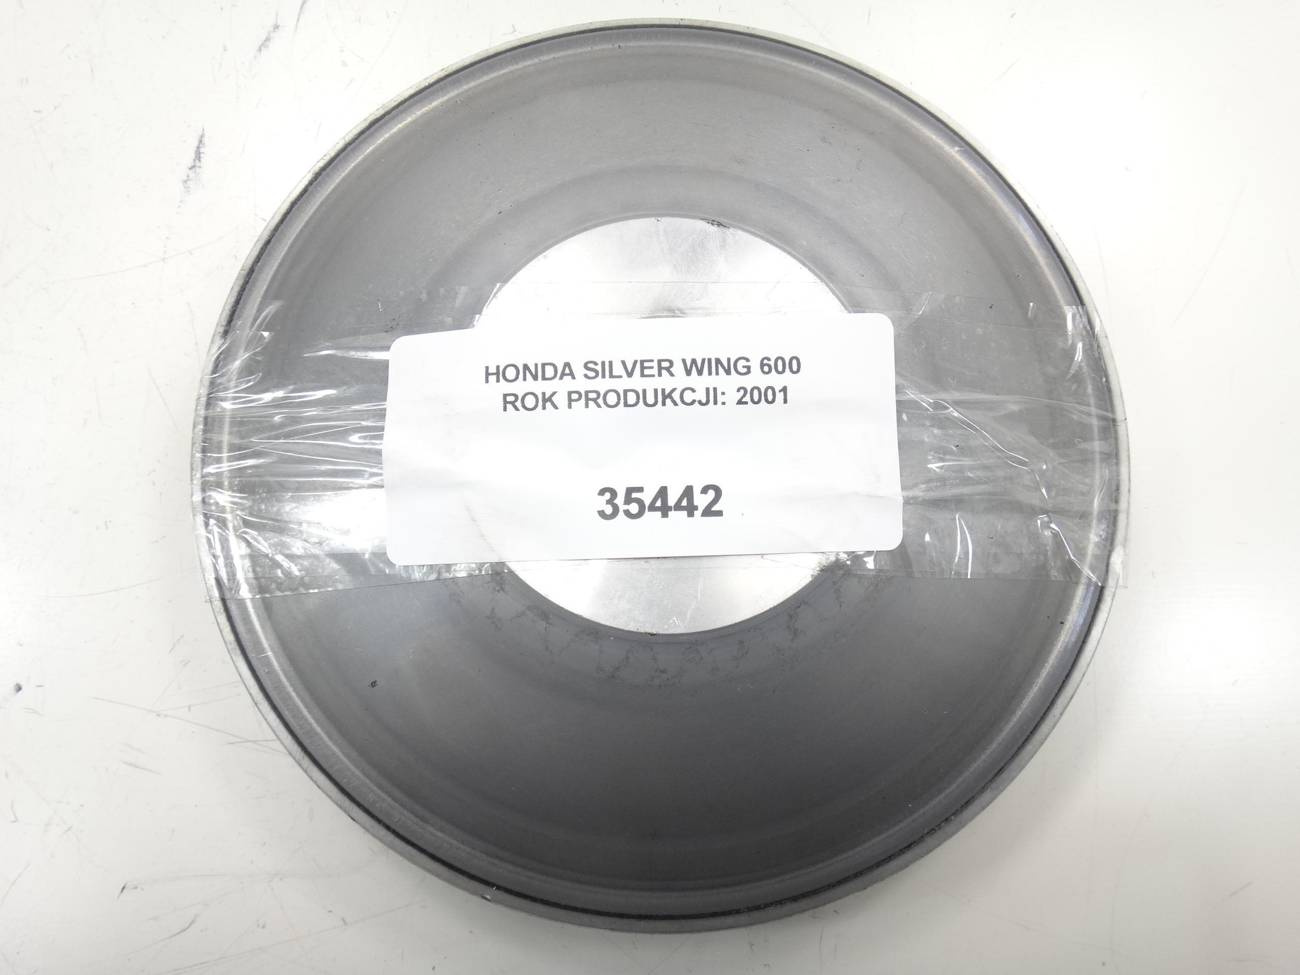 HONDA SILVER WING 600
ROK PRODUKCJI: 2001
35442